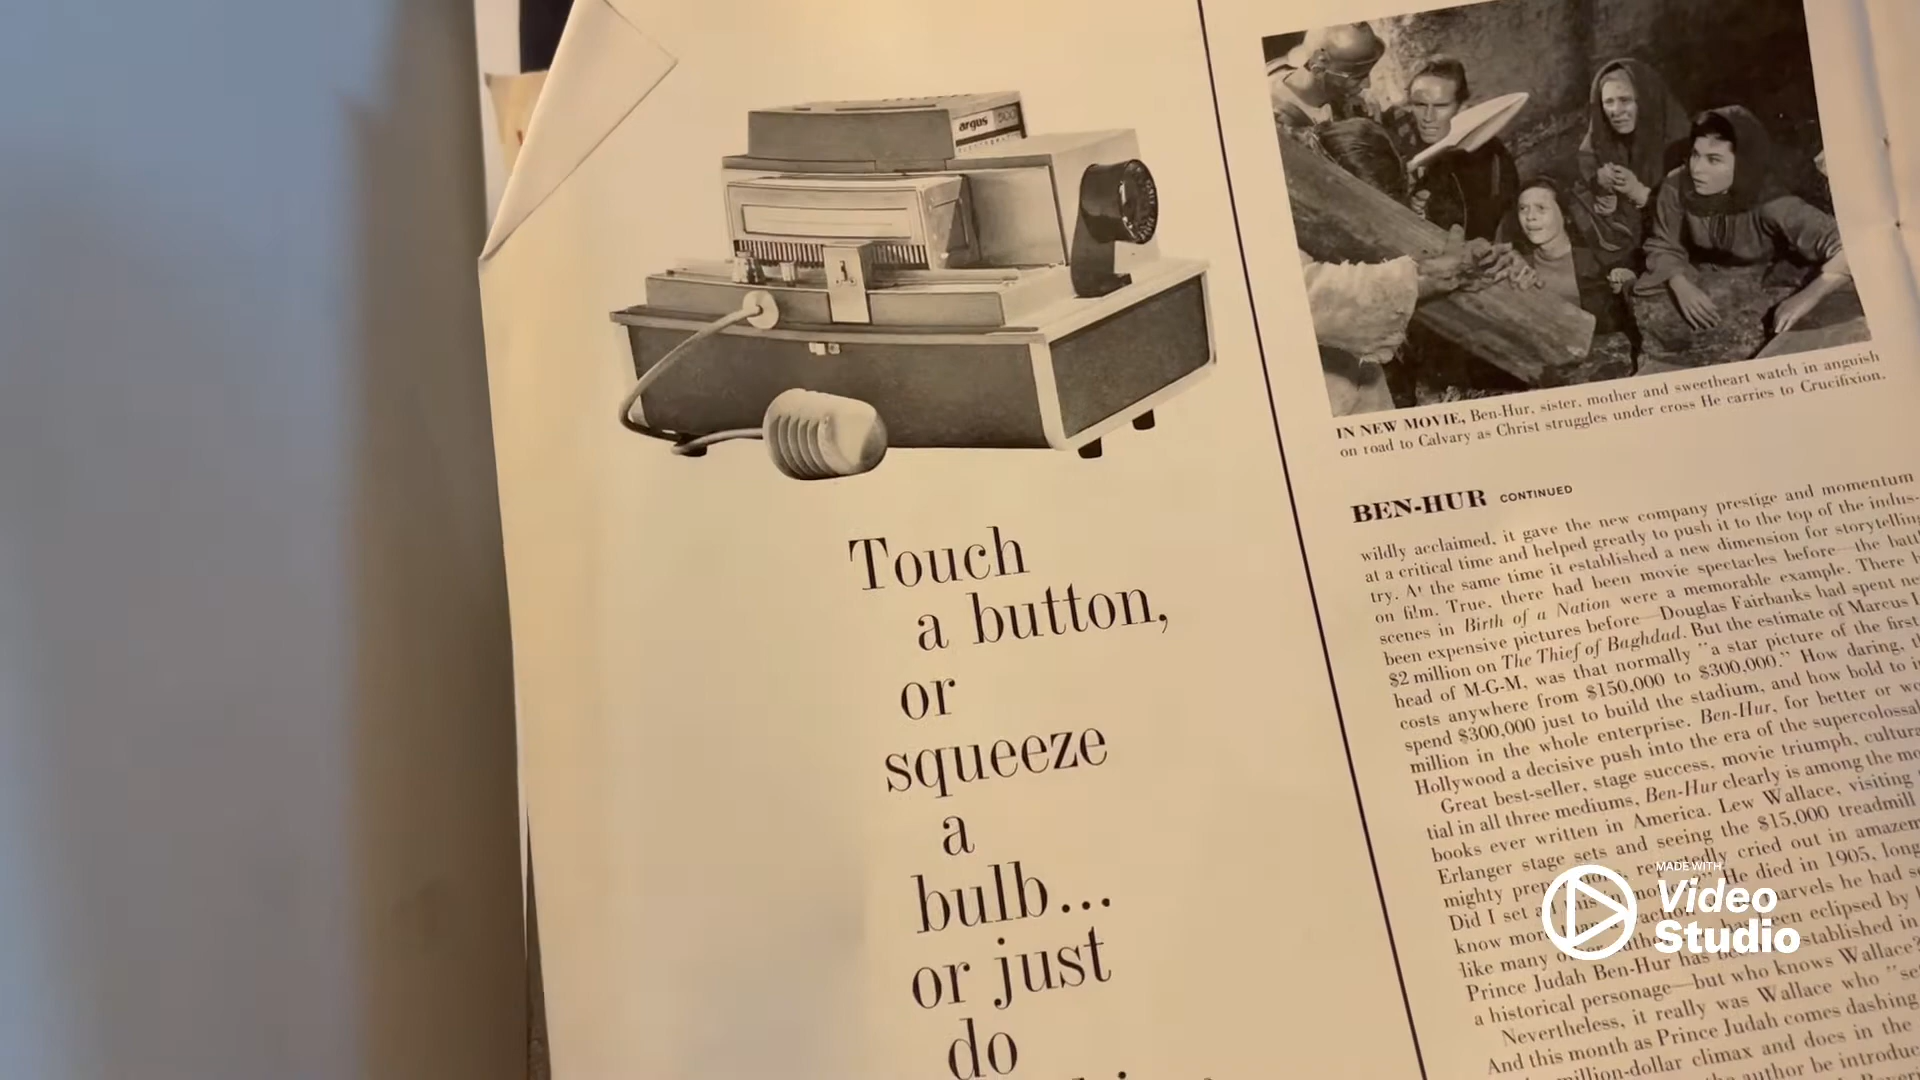 argus 500
Touch
a button,
or
squeeze
a
bulb...
or just
do
IN NEW MOVIE, Ben-Hur, sister, mother and sweetheart watch in anguish
on road to Calvary as Christ struggles under cross He carries to Crucifixion.
BEN-HUR CONTINUED
wildly acclaimed, it gave the new company prestige and momentum
at a critical time and helped greatly to push it to the top of the indus-
try. At the same time it established a new dimension for storytelling
on film. True, there had been movie spectacles before—the
scenes in Birth of a Nation were a memorable example. There
been expensive pictures before—Douglas Fairbanks had spent
$2 million on The Thief of Baghdad. But the estimate of Marcus
head of M-G-M, was that normally "a star picture of the first
costs anywhere from $150,000 to $300,000." How daring,
spend $300,000 just to build the stadium, and how bold to
million in the whole enterprise. Ben-Hur, for better or
Hollywood a decisive push into the era of the supercolossal
Great best-seller, stage success, movie triumph,
tial in all three mediums, Ben-Hur clearly is among the
books ever written in America. Lew Wallace, visiting
Erlanger stage sets and seeing the $15,000 treadmill
mighty cried out in
Did I set He died in 1905, long
know more marvels he had
like many been eclipsed by
Prince Judah Ben-Hur has established in
a historical personage—but who knows Wallace?
Nevertheless, it really was Wallace who
And this month as Prince Judah comes dashing
million-dollar climax and does in the
author be
MADE WITH
Video
Studio